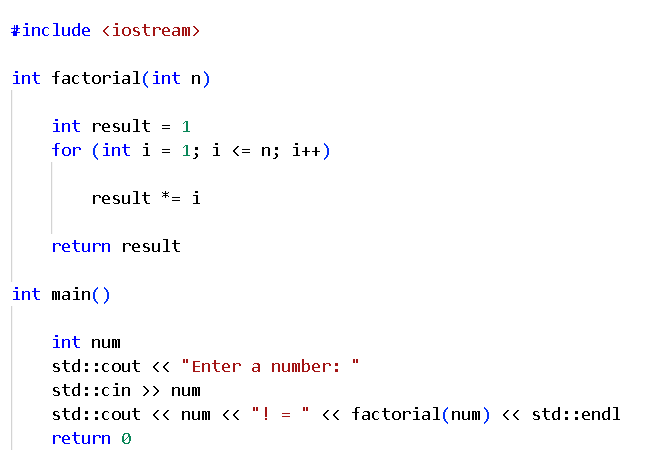 #include <iostream>
int factorial(int n)
int result = 1
for (int i = 1; i <= n; i++)
result *= i
return result
int main()
int num
std::cout << "Enter a number: "
std::cin >> num
std::cout << num << "! = " << factorial(num) << std::endl
return 0